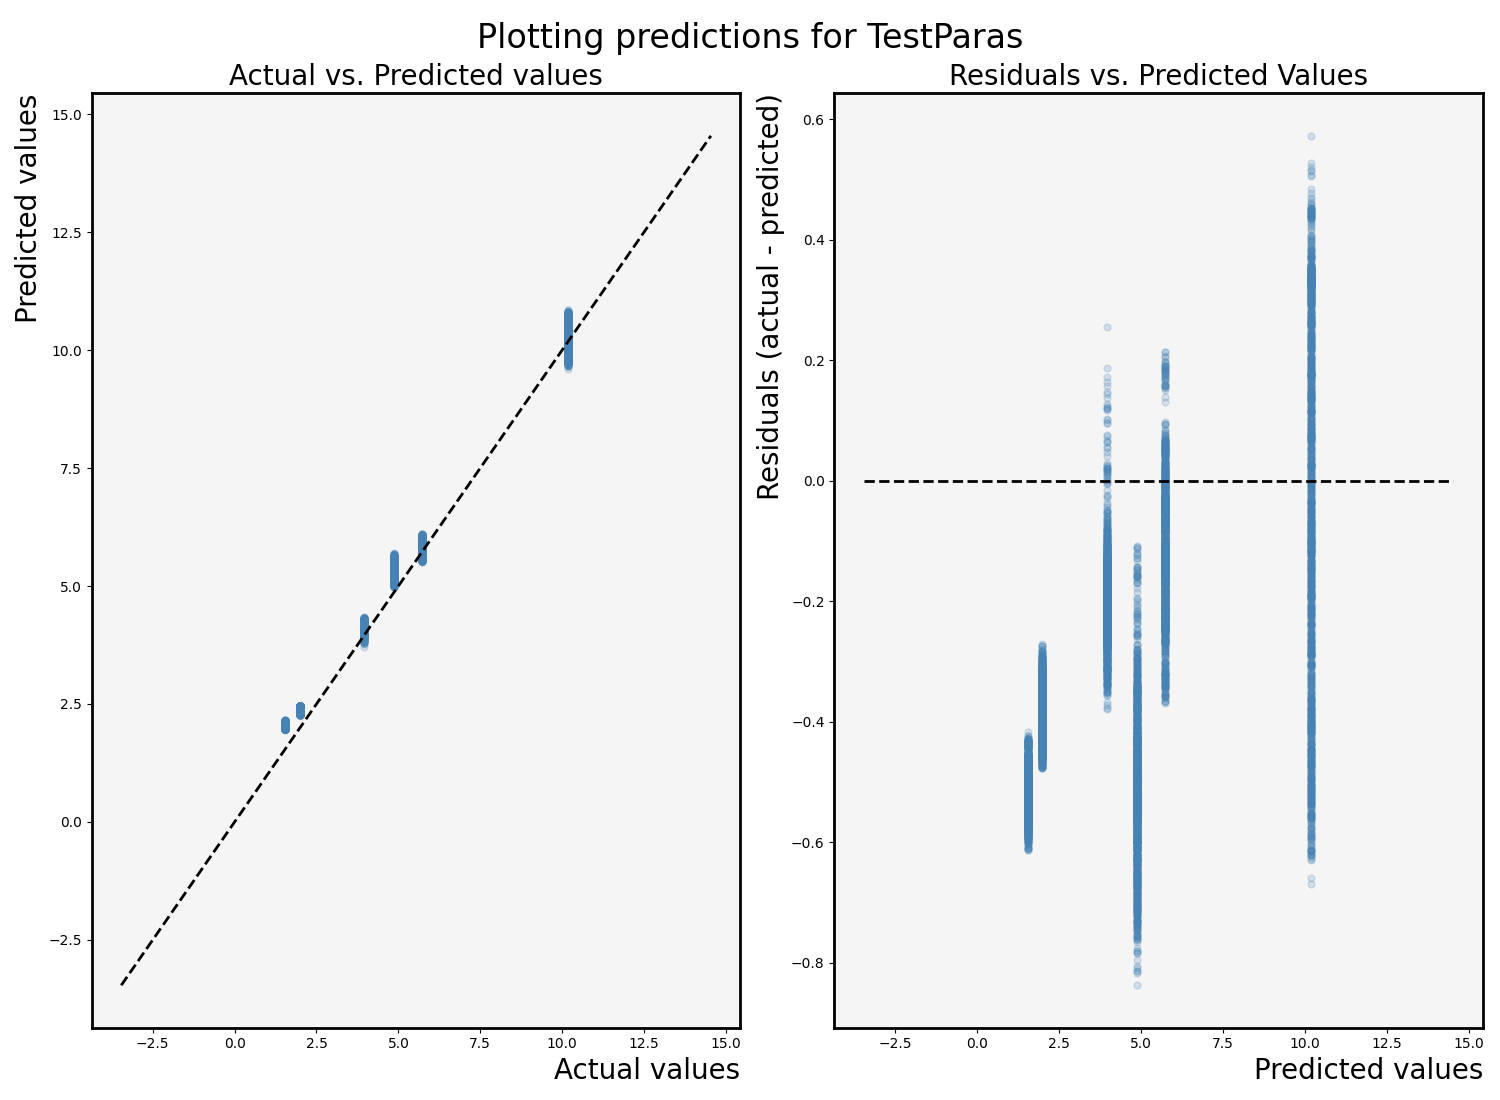 Plotting predictions for TestParas
Actual vs. Predicted values
Predicted values
15.0
12.5
10.0
7.5
5.0
2.5
0.0
−2.5
−2.5 0.0 2.5 5.0 7.5 10.0 12.5 15.0
Actual values
Residuals vs. Predicted Values
Residuals (actual - predicted)
0.6
0.4
0.2
0.0
−0.2
−0.4
−0.6
−0.8
−2.5 0.0 2.5 5.0 7.5 10.0 12.5 15.0
Predicted values